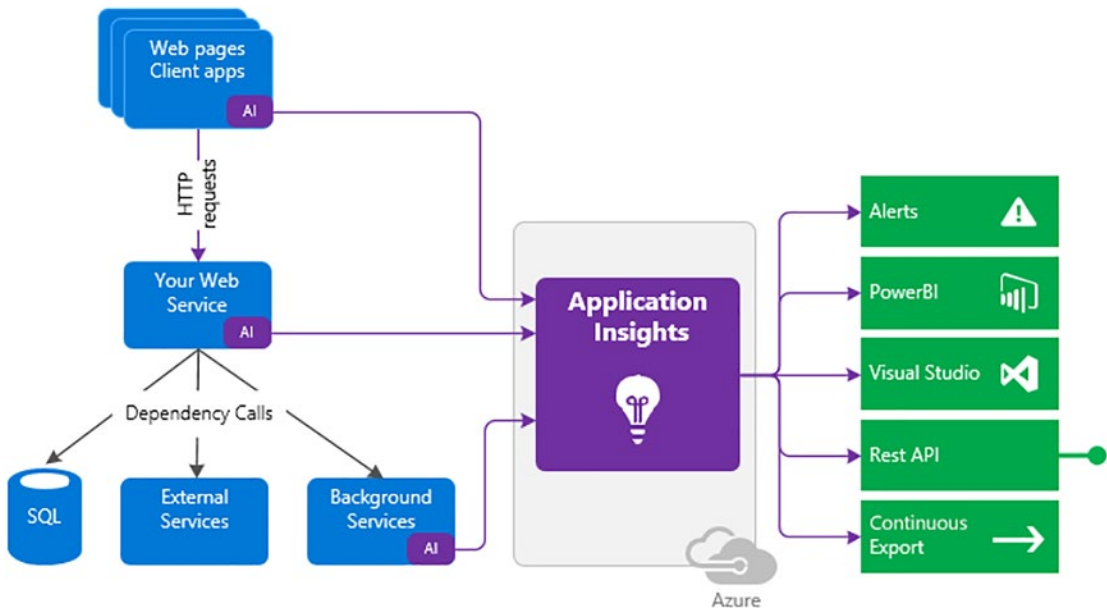 Web pages
Client apps
AI
HTTP
requests
Your Web
Service
AI
Dependency Calls
SQL
External
Services
Background
Services
AI
Application
Insights
Azure
Alerts
PowerBI
Visual Studio
Rest API
Continuous
Export